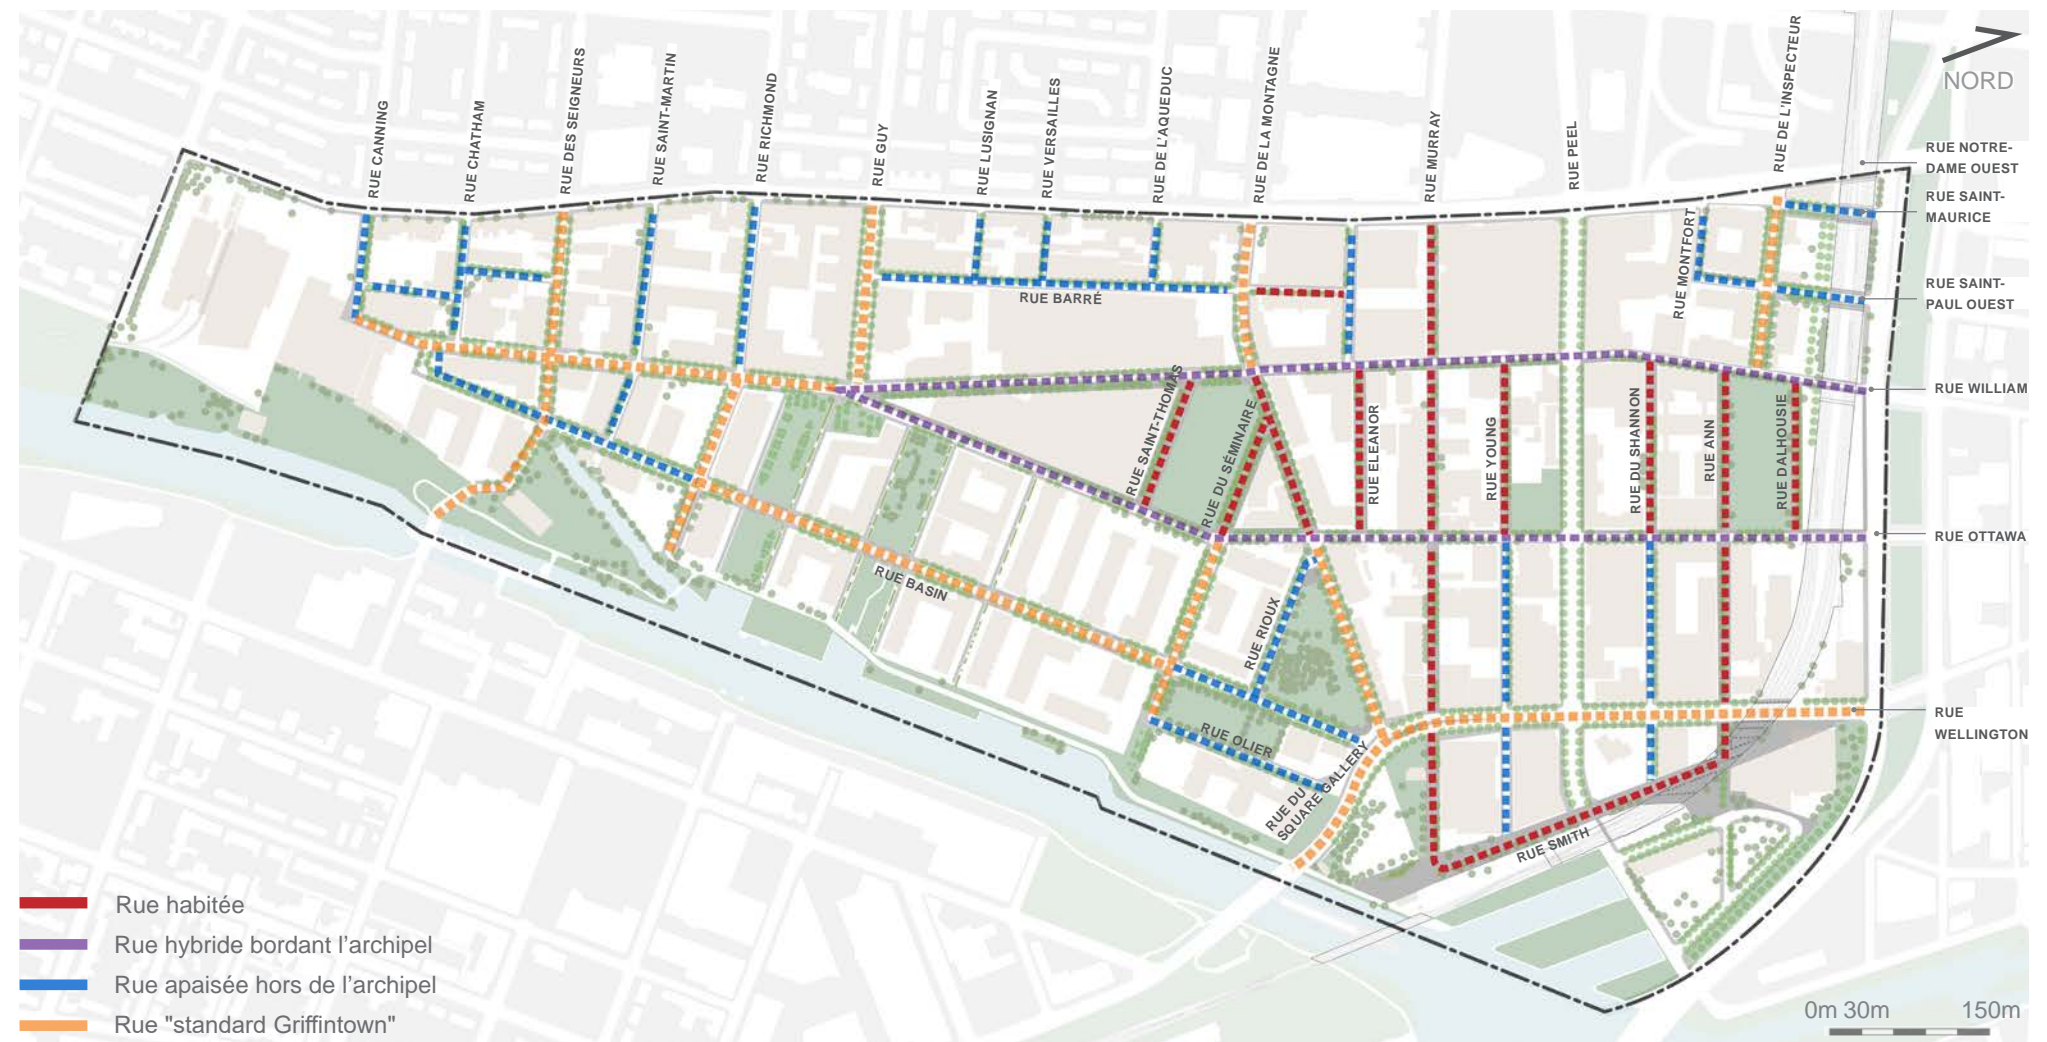 NORD
RUE CANNING
RUE CHATHAM
RUE DES SEIGNEURS
RUE SAINT-MARTIN
RUE RICHMOND
RUE GUY
RUE LUSIGNAN
RUE VERSAILLES
RUE DE L'AQUEDUC
RUE DE LA MONTAGNE
RUE MURRAY
RUE PEEL
RUE DE L'INSPECTEUR
RUE NOTRE-
DAME OUEST
RUE SAINT-
MAURICE
RUE MONTFORT
RUE SAINT-
PAUL OUEST
RUE BARRÉ
RUE WILLIAM
RUE SAINT-THOMAS
RUE DU SÉMINAIRE
RUE ELEANOR
RUE YOUNG
RUE DU SHANNON
RUE ANN
RUE DALHOUSIE
RUE OTTAWA
RUE BASIN
RUE RIOUX
RUE OLIER
RUE DU
SQUARE GALLERY
RUE
WELLINGTON
RUE SMITH
Rue habitée
Rue hybride bordant l'archipel
Rue apaisée hors de l'archipel
Rue "standard Griffintown"
0m 30m 150m